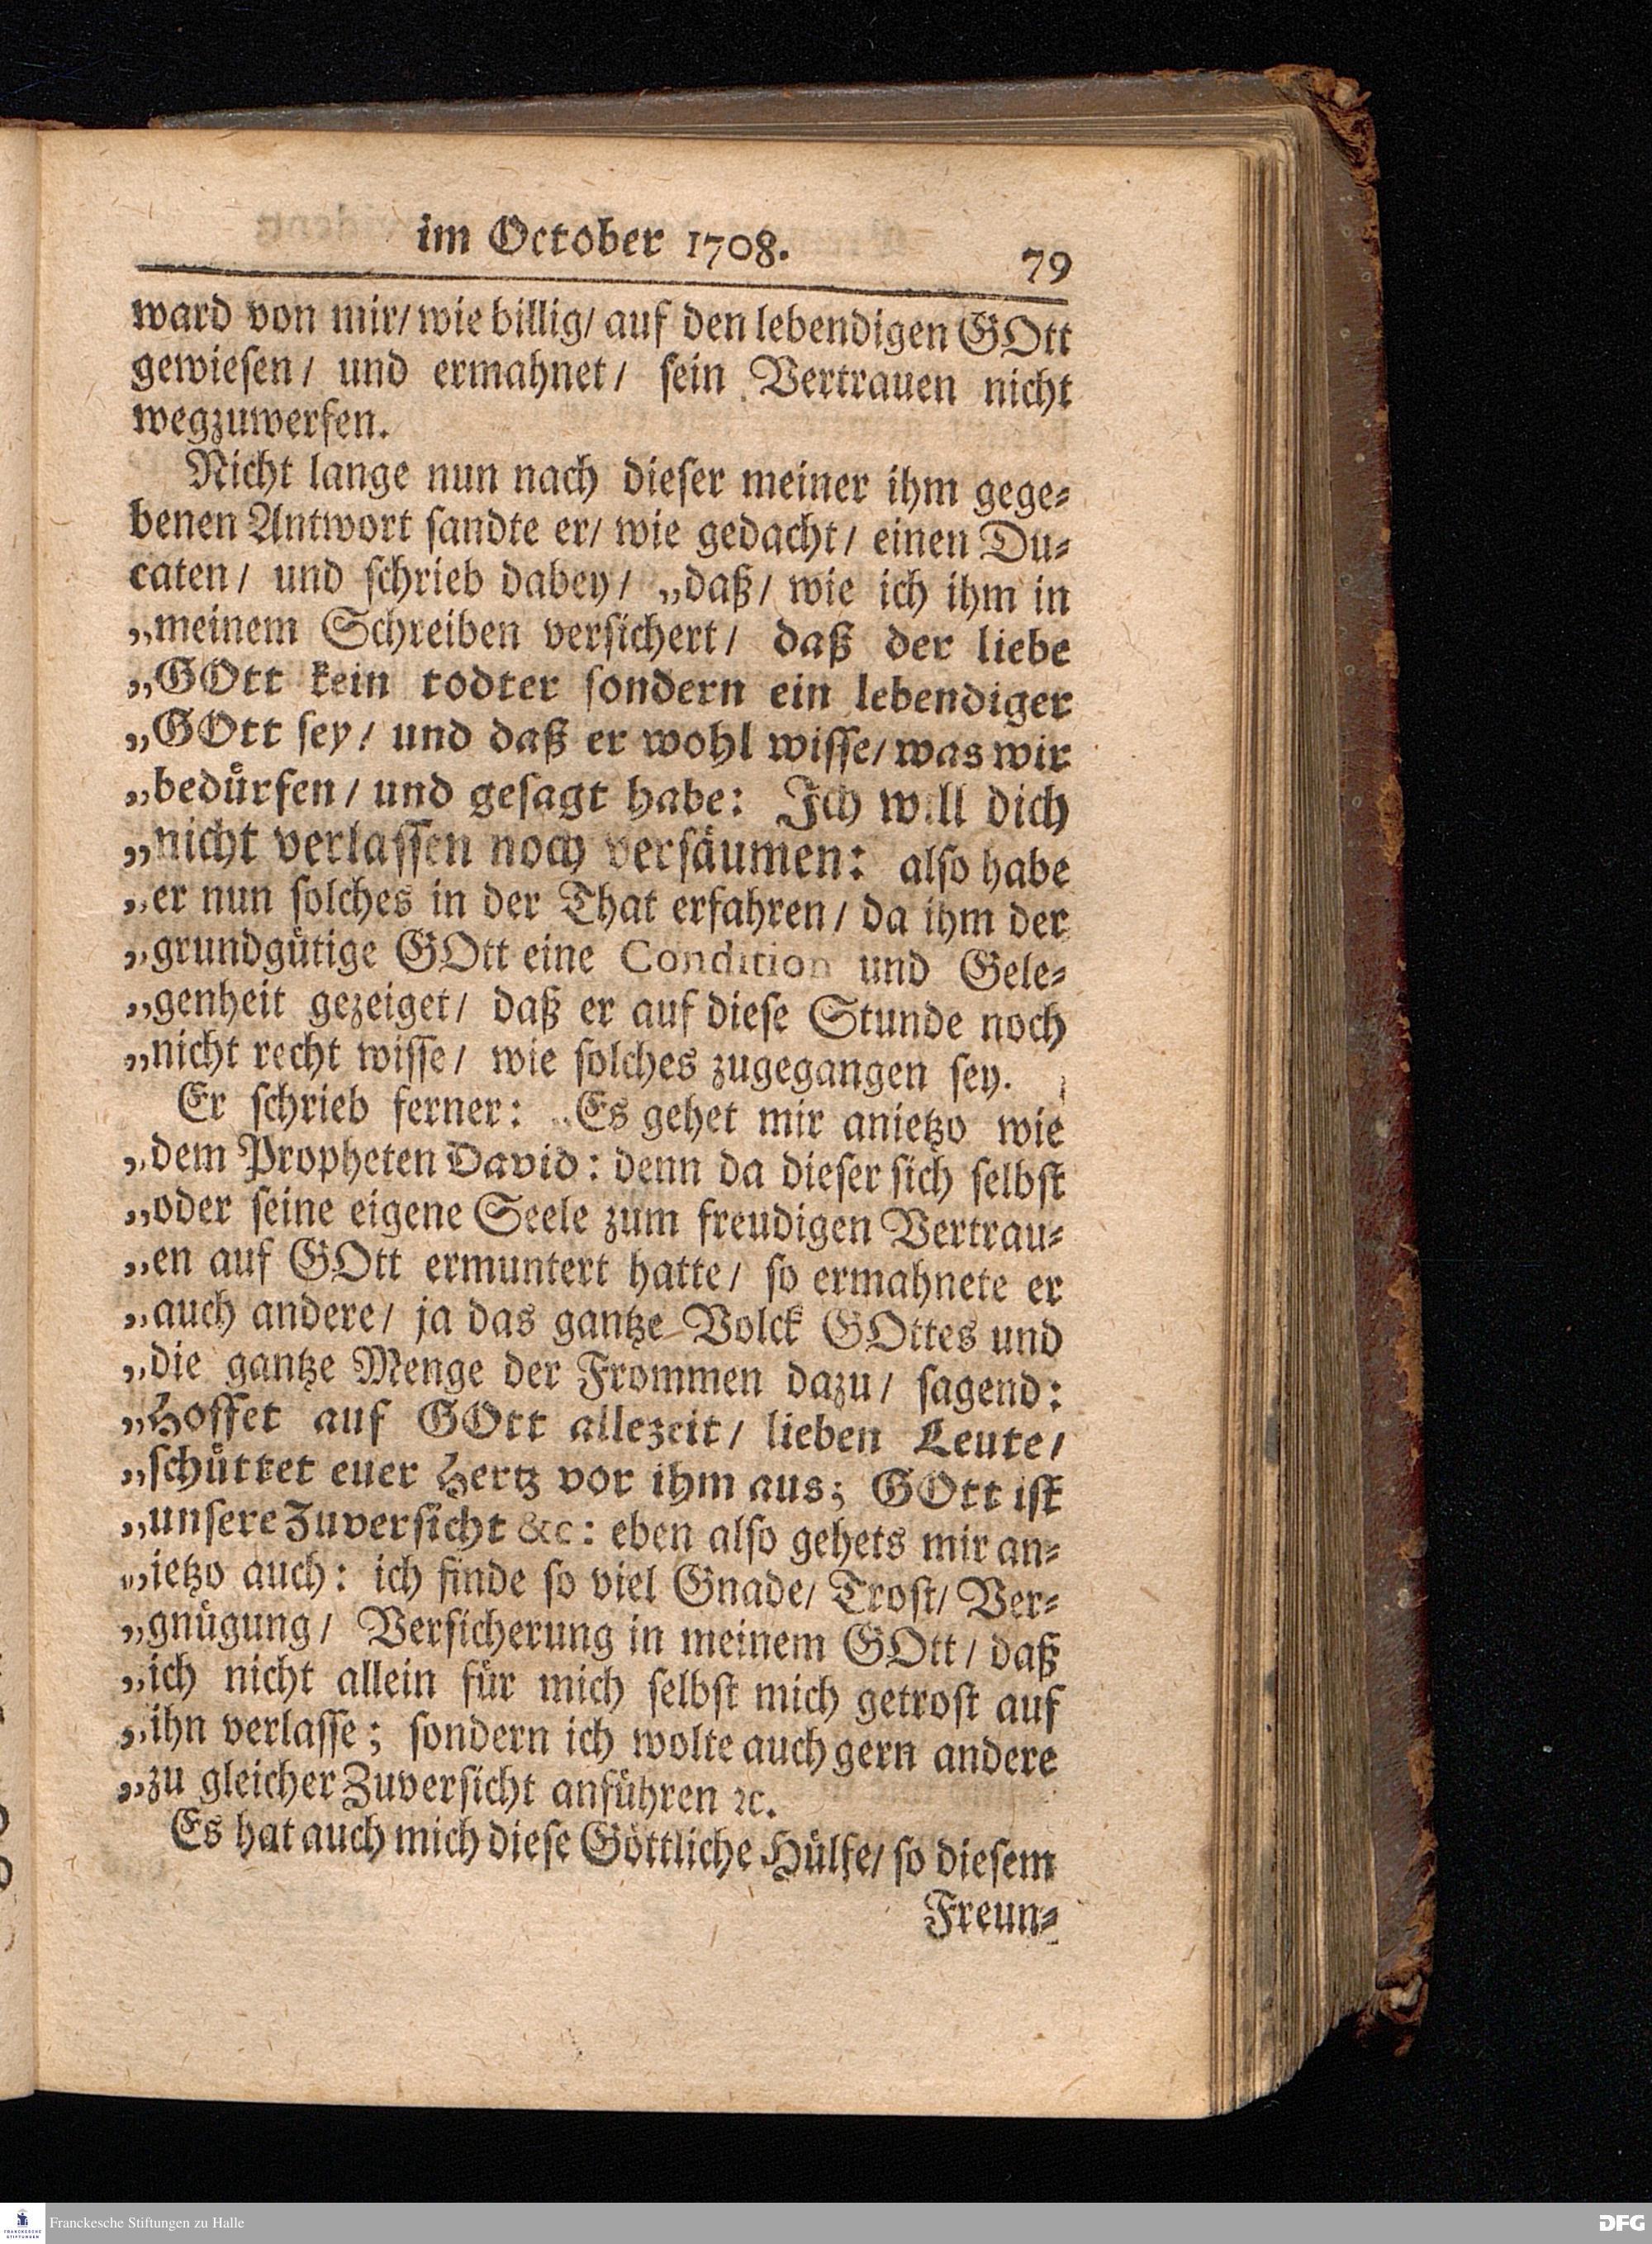 im October 1708.
79
ward von mir/ wie billig/ auf den lebendigen GOtt
gewiesen/ und ermahnet/ sein Vertrauen nicht
wegzuwerfen.
Nicht lange nun nach dieser meiner ihm gege-
benen Antwort sandte er/ wie gedacht/ einen Du-
caten/ und schrieb dabey/ „daß/ wie ich ihm in
„meinem Schreiben versichert/ daß der liebe
„GOtt kein todter sondern ein lebendiger
„GOtt sey/ und daß er wohl wisse/ was wir
„bedürfen/ und gesagt habe: Ich will dich
„nicht verlassen noch versäumen: also habe
„er nun solches in der That erfahren/ da ihm der
„grundgütige GOtt eine Condition und Gele-
„genheit gezeiget/ daß er auf diese Stunde noch
„nicht recht wisse/ wie solches zugegangen sey.
Er schrieb ferner: „Es gehet mir anietzo wie
„dem Propheten David: denn da dieser sich selbst
„oder seine eigene Seele zum freudigen Vertrau-
„en auf GOtt ermuntert hatte/ so ermahnete er
„auch andere/ ja das gantze Volck GOttes und
„die gantze Menge der Frommen dazu/ sagend:
„Hoffet auf GOtt allezeit/ lieben Leute/
„schüttet euer Hertz vor ihm aus; GOtt ist
„unsere Zuversicht &c: eben also gehets mir an-
„ietzo auch: ich finde so viel Gnade/ Trost/ Ver-
„gnügung/ Versicherung in meinem GOtt/ daß
„ich nicht allein für mich selbst mich getrost auf
„ihn verlasse; sondern ich wolte auch gern andere
„zu gleicher Zuversicht anführen ꝛc.
Es hat auch mich diese Göttliche Hülfe/ so diesem
Freun-
Franckesche Stiftungen zu Halle
DFG